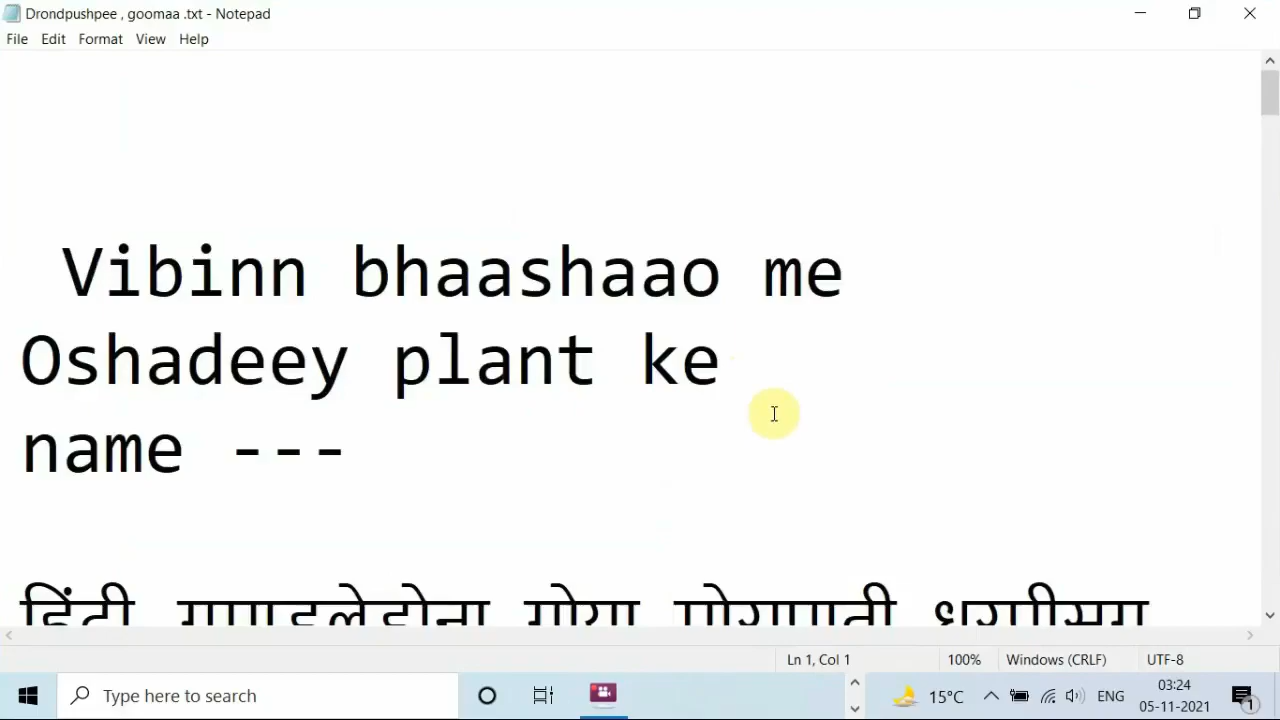 Drondpushpee , goomaa .txt - Notepad
File Edit Format View Help
Vibinn bhaashaao me
Oshadeey plant ke
name ---
हिंदी
Ln 1, Col 1 100% Windows (CRLF) UTF-8
Type here to search 15°C ENG 03:24
05-11-2021 1